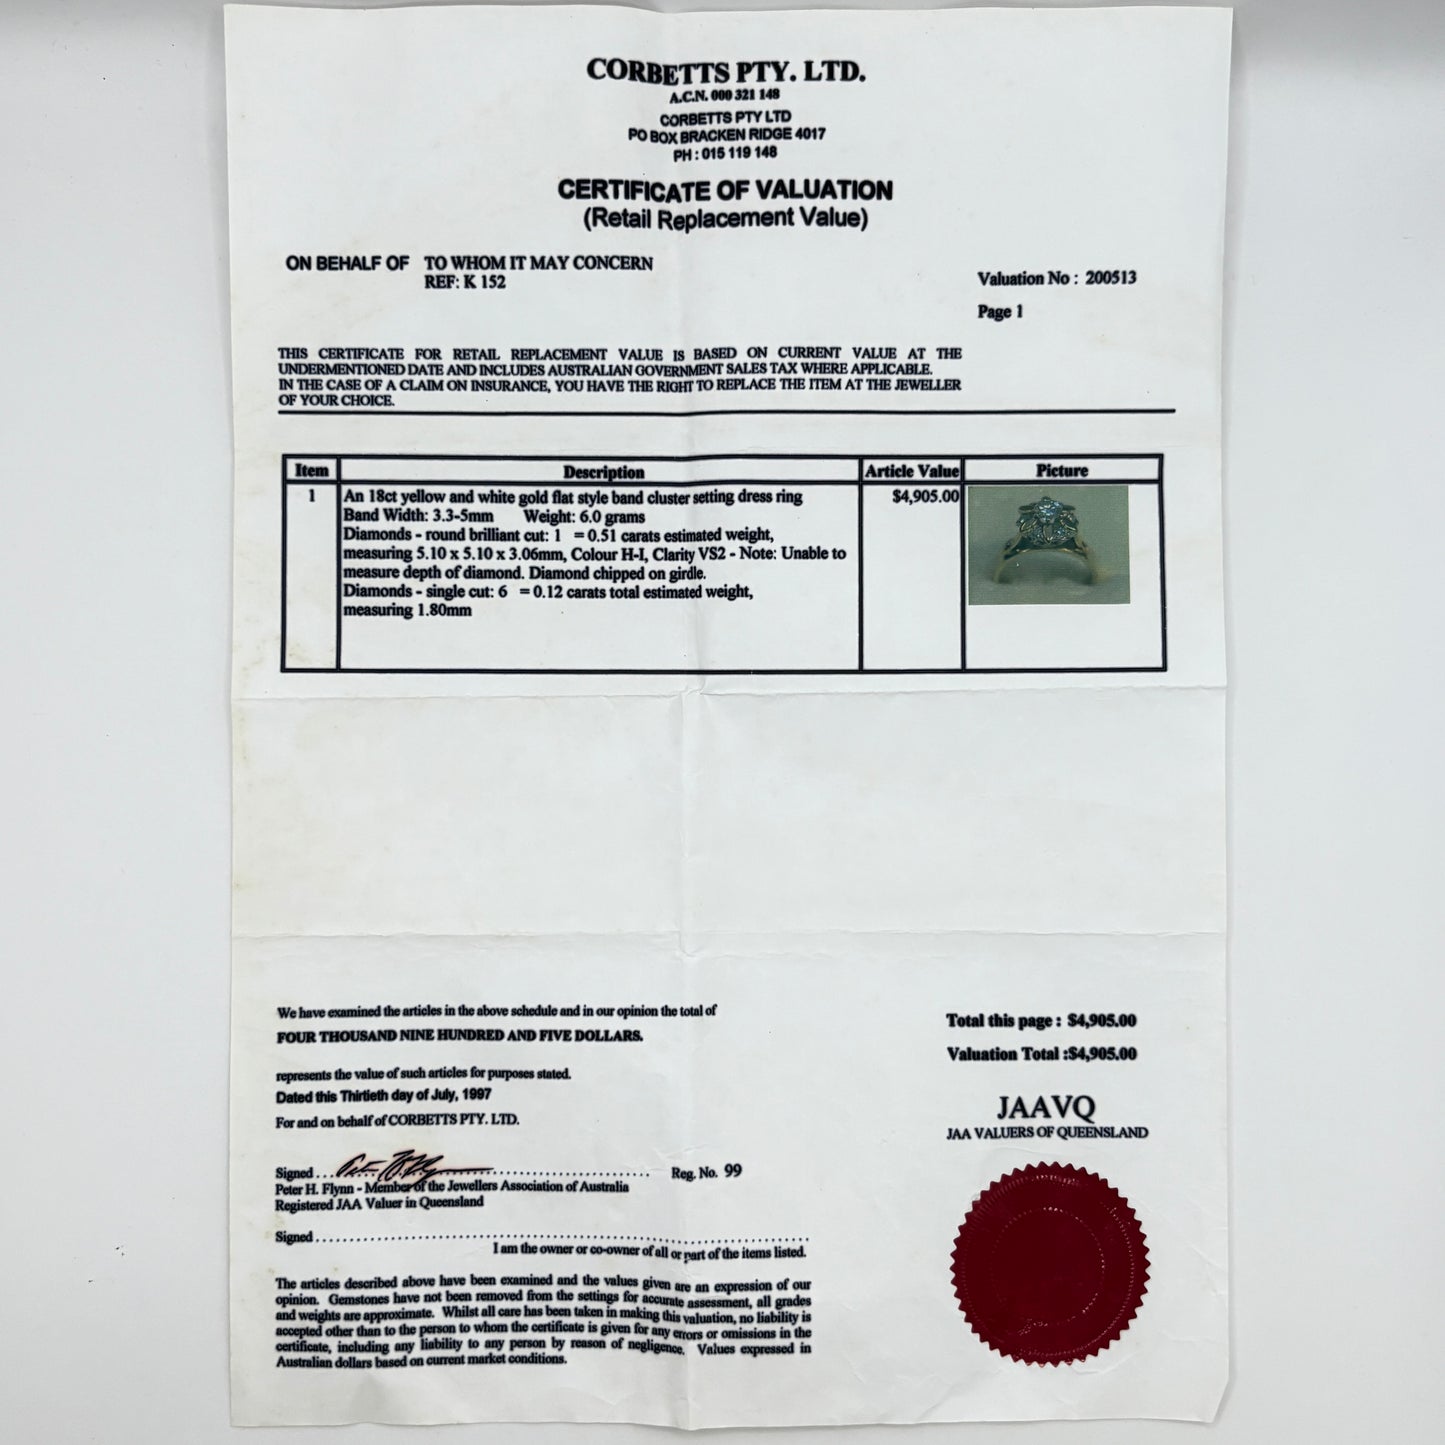 CORBETTS PTY. LTD.
A.C.N. 000 321 148
CORBETTS PTY LTD
PO BOX BRACKEN RIDGE 4017
PH : 015 119 148
CERTIFICATE OF VALUATION
(Retail Replacement Value)
ON BEHALF OF TO WHOM IT MAY CONCERN
REF: K 152
Valuation No : 200513
Page 1
THIS CERTIFICATE FOR RETAIL REPLACEMENT VALUE IS BASED ON CURRENT VALUE AT THE
UNDERMENTIONED DATE AND INCLUDES AUSTRALIAN GOVERNMENT SALES TAX WHERE APPLICABLE.
IN THE CASE OF A CLAIM ON INSURANCE, YOU HAVE THE RIGHT TO REPLACE THE ITEM AT THE JEWELLER
OF YOUR CHOICE.
Item Description Article Value Picture
1 An 18ct yellow and white gold flat style band cluster setting dress ring $4,905.00
Band Width: 3.3-5mm Weight: 6.0 grams
Diamonds - round brilliant cut: 1 = 0.51 carats estimated weight,
measuring 5.10 x 5.10 x 3.06mm, Colour H-I, Clarity VS2 - Note: Unable to
measure depth of diamond. Diamond chipped on girdle.
Diamonds - single cut: 6 = 0.12 carats total estimated weight,
measuring 1.80mm
We have examined the articles in the above schedule and in our opinion the total of
FOUR THOUSAND NINE HUNDRED AND FIVE DOLLARS.
represents the value of such articles for purposes stated.
Dated this Thirtieth day of July, 1997
For and on behalf of CORBETTS PTY. LTD.
Total this page : $4,905.00
Valuation Total :$4,905.00
JAAVQ
JAA VALUERS OF QUEENSLAND
Signed ........................................ Reg. No. 99
Peter H. Flynn - Member of the Jewellers Association of Australia
Registered JAA Valuer in Queensland
Signed ........................................
I am the owner or co-owner of all or part of the items listed.
The articles described above have been examined and the values given are an expression of our
opinion. Gemstones have not been removed from the settings for accurate assessment, all grades
and weights are approximate. Whilst all care has been taken in making this valuation, no liability is
accepted other than to the person to whom the certificate is given for any errors or omissions in the
certificate, including any liability to any person by reason of negligence. Values expressed in
Australian dollars based on current market conditions.